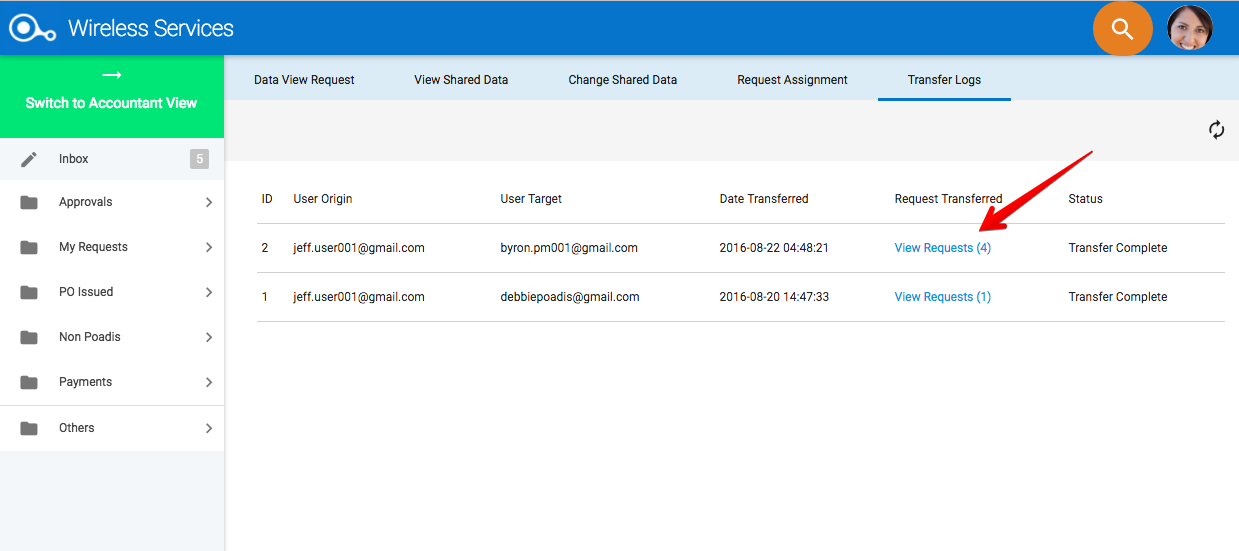 Wireless Services
Switch to Accountant View
Data View Request View Shared Data Change Shared Data Request Assignment Transfer Logs
Inbox 5
Approvals
My Requests
PO Issued
Non Poadis
Payments
Others
ID User Origin User Target Date Transferred Request Transferred Status
2 jeff.user001@gmail.com byron.pm001@gmail.com 2016-08-22 04:48:21 View Requests (4) Transfer Complete
1 jeff.user001@gmail.com debbiepoadis@gmail.com 2016-08-20 14:47:33 View Requests (1) Transfer Complete